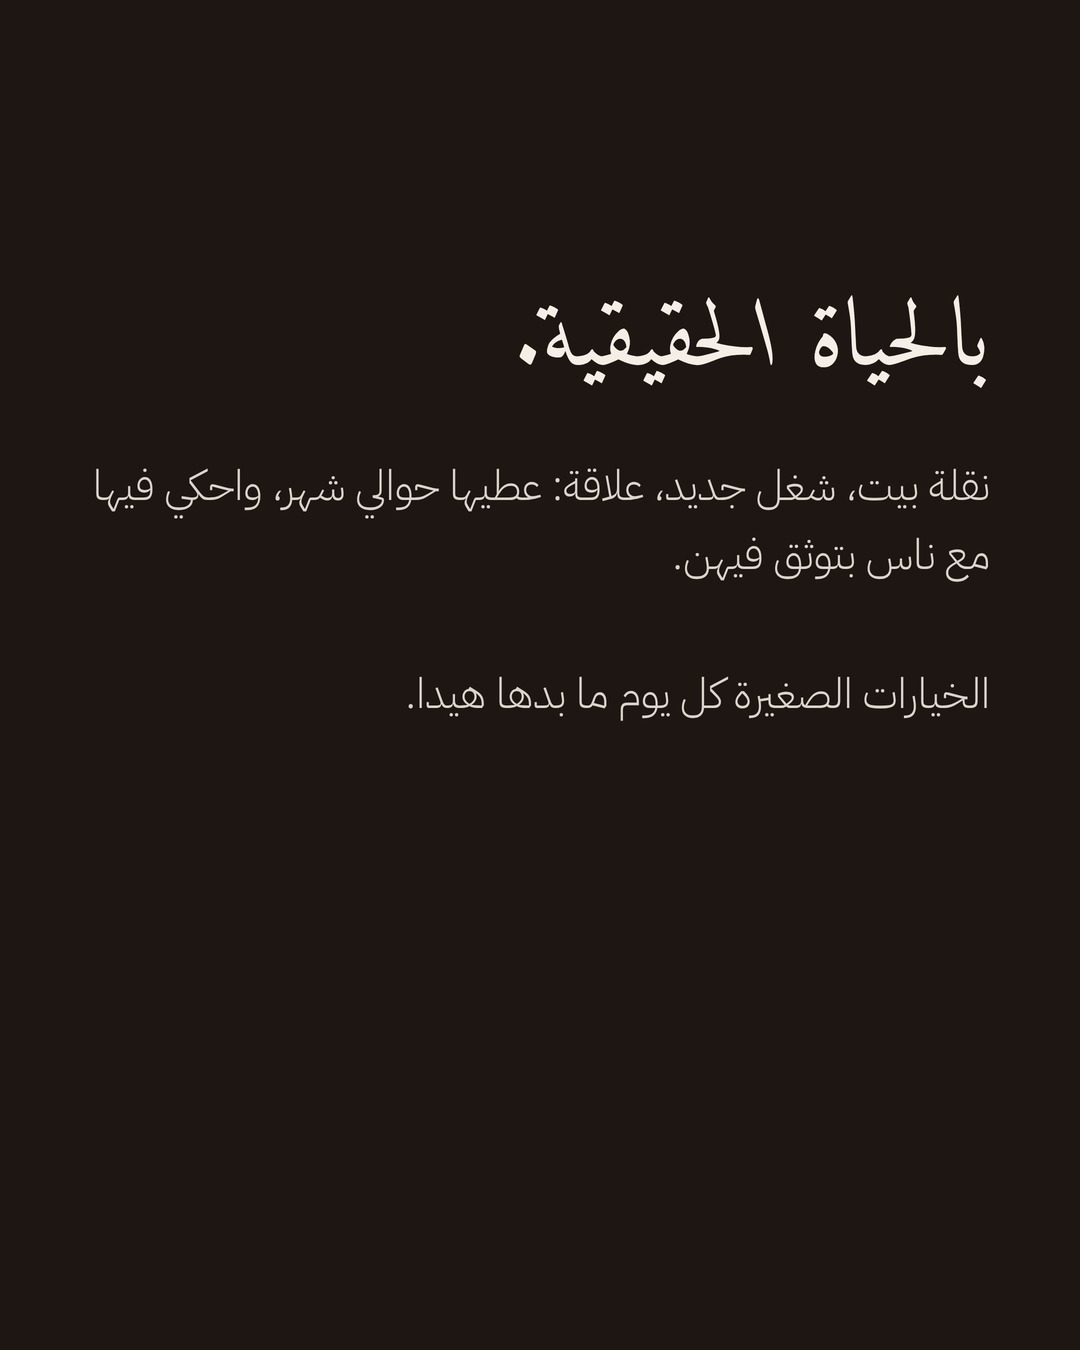 بالحياة الحقيقية.
نقلة بيت، شغل جديد، علاقة: عطيها حوالي شهر، واحكي فيها
مع ناس بتوثق فيهن.
الخيارات الصغيرة كل يوم ما بدها هيدا.